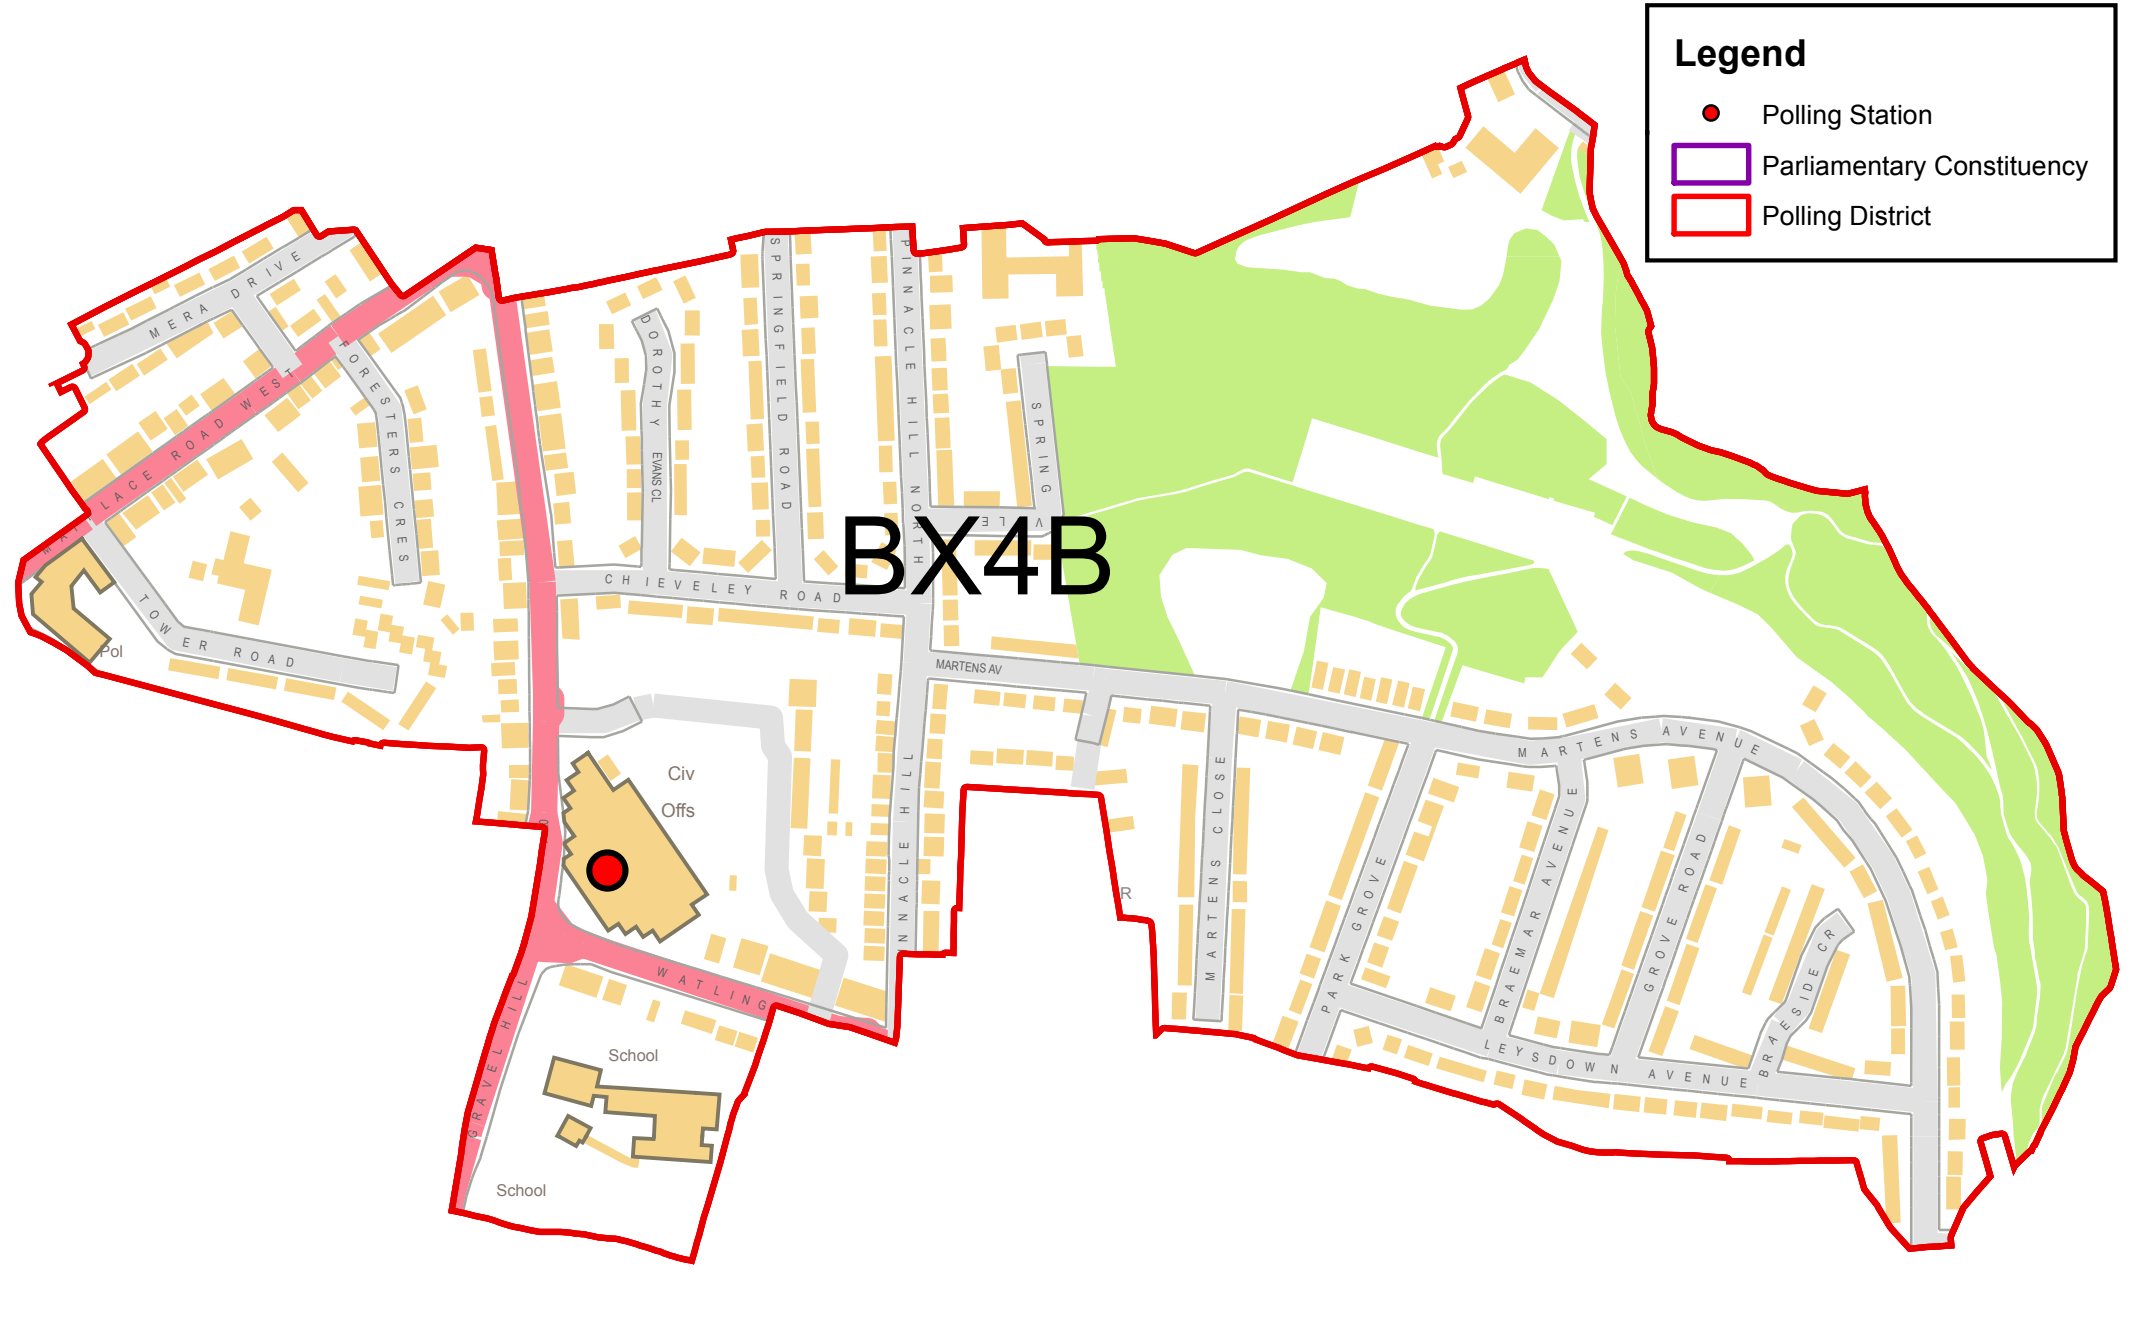 Legend
Polling Station
Parliamentary Constituency
Polling District
MERA DRIVE
LACE ROAD WEST
FORESTERS CRES
TOWER ROAD
Pol
DOROTHY
EVANS CL
SPRINGFIELD ROAD
PINNACLE HILL NORTH
SPRING
VALE
BX4B
CHIEVELEY ROAD
MARTENS AV
MARTENS AVENUE
Civ
Offs
INNACLE HILL
R
MARTENS CLOSE
PARK GROVE
BRAEMAR AVENUE
GROVE ROAD
BRAESIDE CR
LEYSDOWN AVENUE
WATLING
GRAVEL HILL
School
School